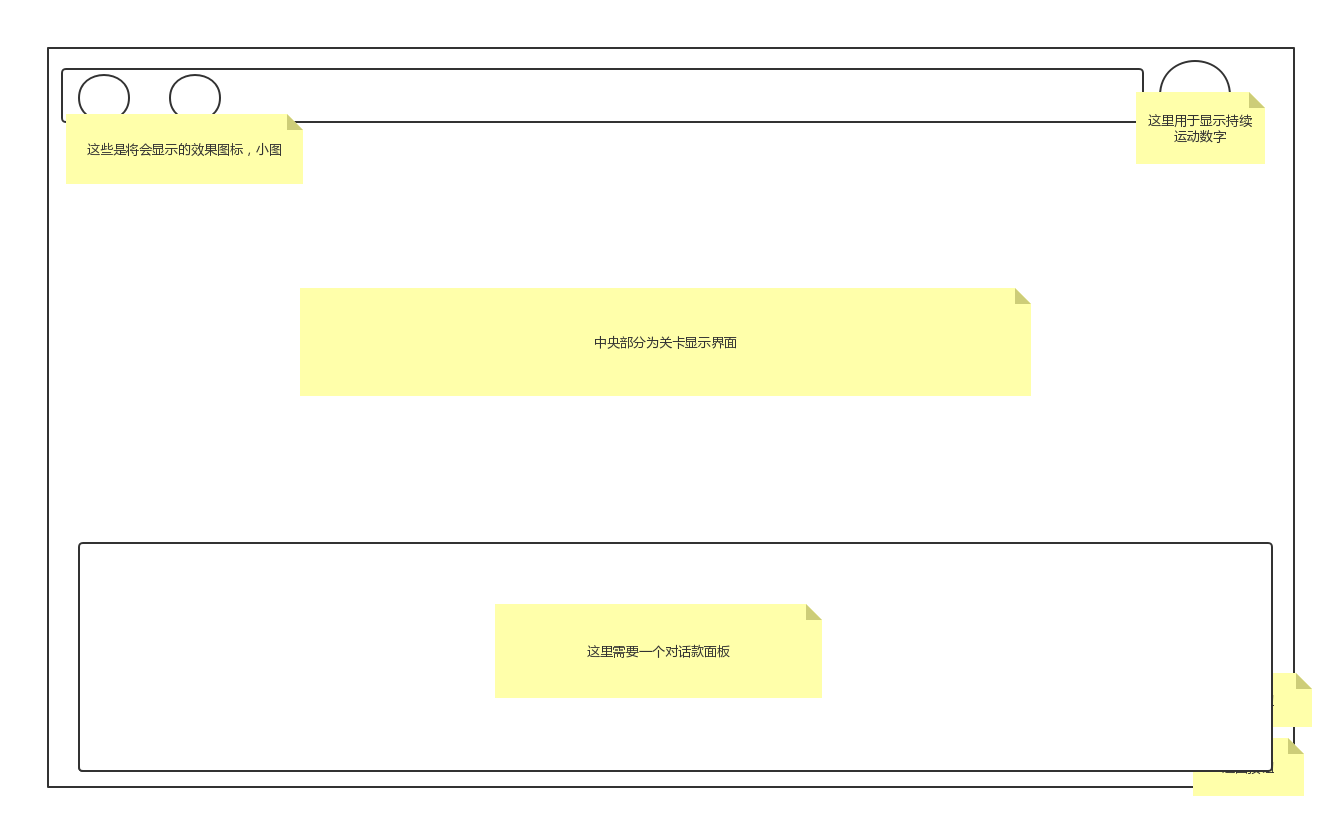 这里用于显示持续
运动数字
这些是将会显示的效果图标，小图
中央部分为关卡显示界面
这里需要一个对话款面板